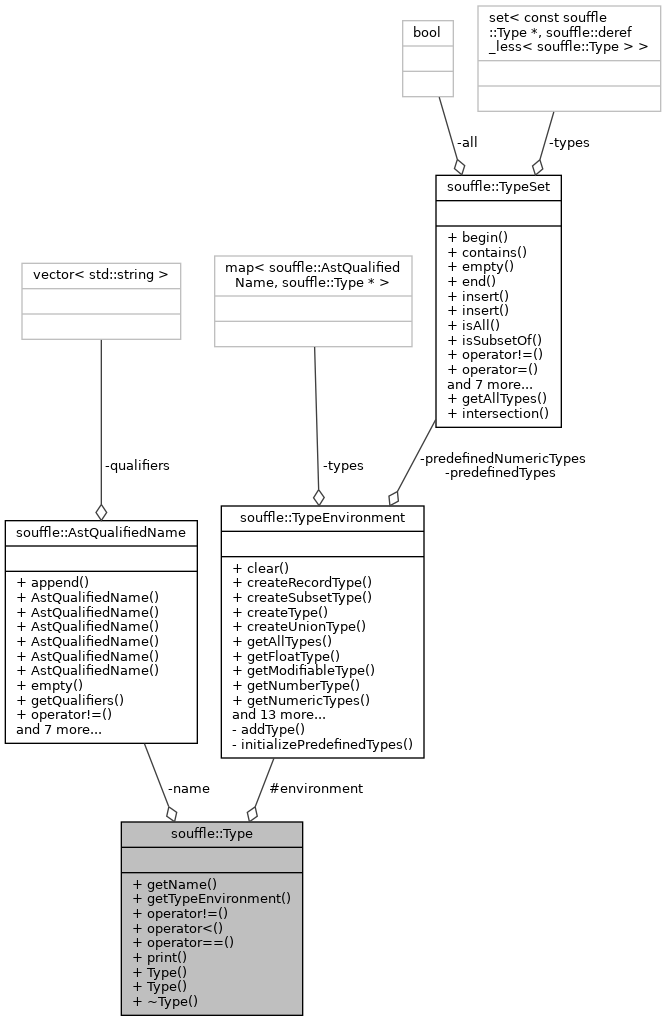 bool
set< const souffle
::Type *, souffle::deref
_less< souffle::Type > >
-all
-types
souffle::TypeSet
+ begin()
+ contains()
+ empty()
+ end()
+ insert()
+ insert()
+ isAll()
+ isSubsetOf()
+ operator!=()
+ operator=()
and 7 more...
+ getAllTypes()
+ intersection()
vector< std::string >
map< souffle::AstQualified
Name, souffle::Type * >
-qualifiers
-types
-predefinedNumericTypes
-predefinedTypes
souffle::AstQualifiedName
+ append()
+ AstQualifiedName()
+ AstQualifiedName()
+ AstQualifiedName()
+ AstQualifiedName()
+ AstQualifiedName()
+ AstQualifiedName()
+ empty()
+ getQualifiers()
+ operator!=()
and 7 more...
souffle::TypeEnvironment
+ clear()
+ createRecordType()
+ createSubsetType()
+ createType()
+ createUnionType()
+ getAllTypes()
+ getFloatType()
+ getModifiableType()
+ getNumberType()
+ getNumericTypes()
and 13 more...
- addType()
- initializePredefinedTypes()
-name
#environment
souffle::Type
+ getName()
+ getTypeEnvironment()
+ operator!=()
+ operator<()
+ operator==()
+ print()
+ Type()
+ Type()
+ ~Type()